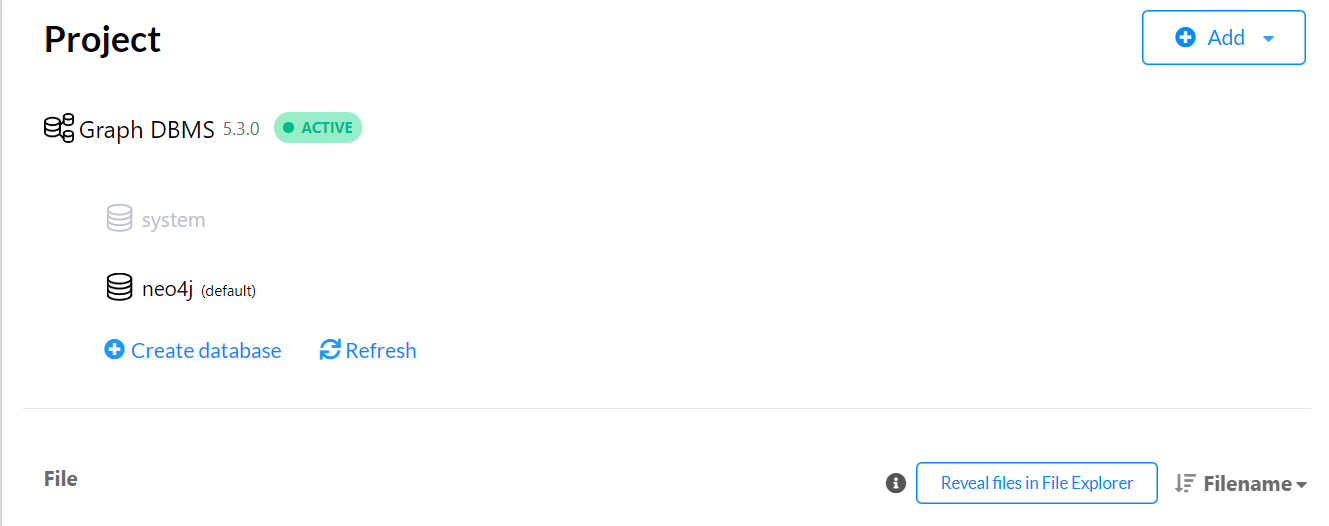 Project
Add
Graph DBMS 5.3.0 ACTIVE
system
neo4j (default)
Create database Refresh
File
Reveal files in File Explorer
Filename